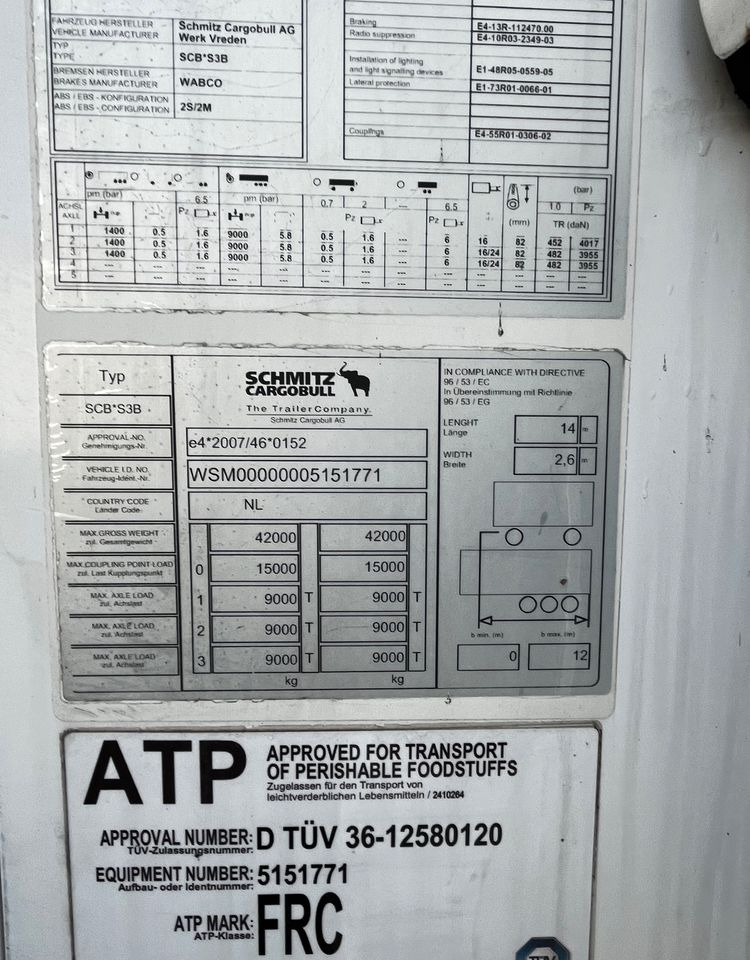 FAHRZEUG HERSTELLER
VEHICLE MANUFACTURER
Schmitz Cargobull AG
Werk Vreden
TYP
TYPE
SCB*S3B
BREMSEN HERSTELLER
BRAKES MANUFACTURER
WABCO
ABS / EBS - KONFIGURATION
ABS / EBS - CONFIGURATION
2S/2M
Braking E4-13R-112470.00
Radio suppression E4-10R03-2349-03
Installation of lighting
and light signalling devices E1-48R05-0559-05
Lateral protection E1-73R01-0066-01
Couplings E4-55R01-0306-02
pm (bar) 6.5 pm (bar) 0.7 2 --- 6.5 (bar)
ACHSE
AXLE
Pz Pz Pz (mm) 1.0 Pz
TR (daN)
1 1400 0.5 1.6 9000 5.8 0.5 1.6 --- 6 16 82 452 4017
2 1400 0.5 1.6 9000 5.8 0.5 1.6 --- 6 16/24 82 482 3955
3 1400 0.5 1.6 9000 5.8 0.5 1.6 --- 6 16/24 82 482 3955
4 --- --- --- --- --- --- --- --- --- --- --- --- ---
5 --- --- --- --- --- --- --- --- --- --- --- --- ---
Typ
SCB*S3B
SCHMITZ
CARGOBULL
The Trailer Company.
Schmitz Cargobull AG
APPROVAL-NO.
Genehmigungs-Nr.
e4*2007/46*0152
VEHICLE I.D. NO.
Fahrzeug-Ident.-Nr.
WSM00000005151771
COUNTRY CODE
Länder Code
NL
MAX.GROSS WEIGHT
zul. Gesamtgewicht
42000 42000
MAX.COUPLING POINT LOAD
zul. Last Kupplungspunkt
0 15000 15000
MAX. AXLE LOAD
zul. Achslast
1 9000 T 9000 T
MAX. AXLE LOAD
zul. Achslast
2 9000 T 9000 T
MAX. AXLE LOAD
zul. Achslast
3 9000 T 9000 T
kg kg
IN COMPLIANCE WITH DIRECTIVE
96 / 53 / EC
In Übereinstimmung mit Richtlinie
96 / 53 / EG
LENGHT
Länge
14 m
WIDTH
Breite
2,6 m
b min. (m) b max. (m)
0 12
ATP
APPROVED FOR TRANSPORT
OF PERISHABLE FOODSTUFFS
Zugelassen für den Transport von
leichtverderblichen Lebensmitteln / 2410264
APPROVAL NUMBER: D TÜV 36-12580120
TÜV-Zulassungsnummer:
EQUIPMENT NUMBER: 5151771
Aufbau- oder Identnummer:
ATP MARK: FRC
ATP-Klasse:
TÜV